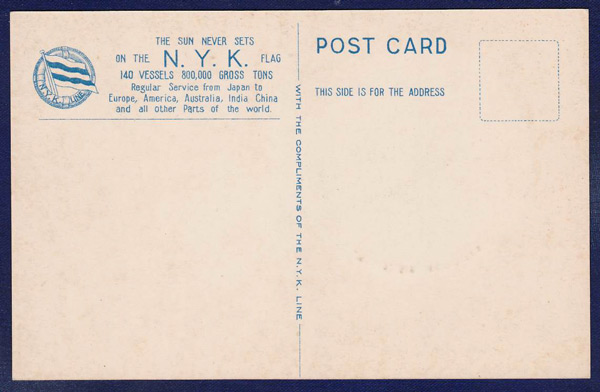 THE SUN NEVER SETS
ON THE N. Y. K. FLAG
140 VESSELS 800,000 GROSS TONS
Regular Service from Japan to
Europe, America, Australia, India China
and all other Parts of the world.
N.Y.K. LINE
WITH THE COMPLIMENTS OF THE N.Y.K. LINE
POST CARD
THIS SIDE IS FOR THE ADDRESS